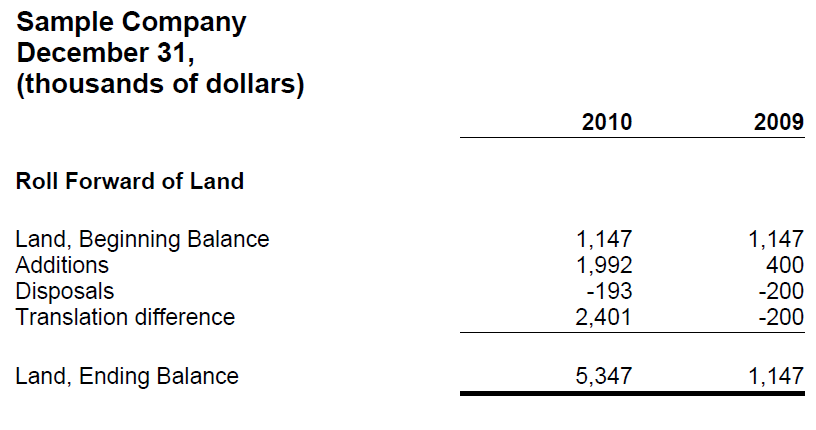 Sample Company
December 31,
(thousands of dollars)
2010 2009
Roll Forward of Land
Land, Beginning Balance 1,147 1,147
Additions 1,992 400
Disposals -193 -200
Translation difference 2,401 -200
Land, Ending Balance 5,347 1,147